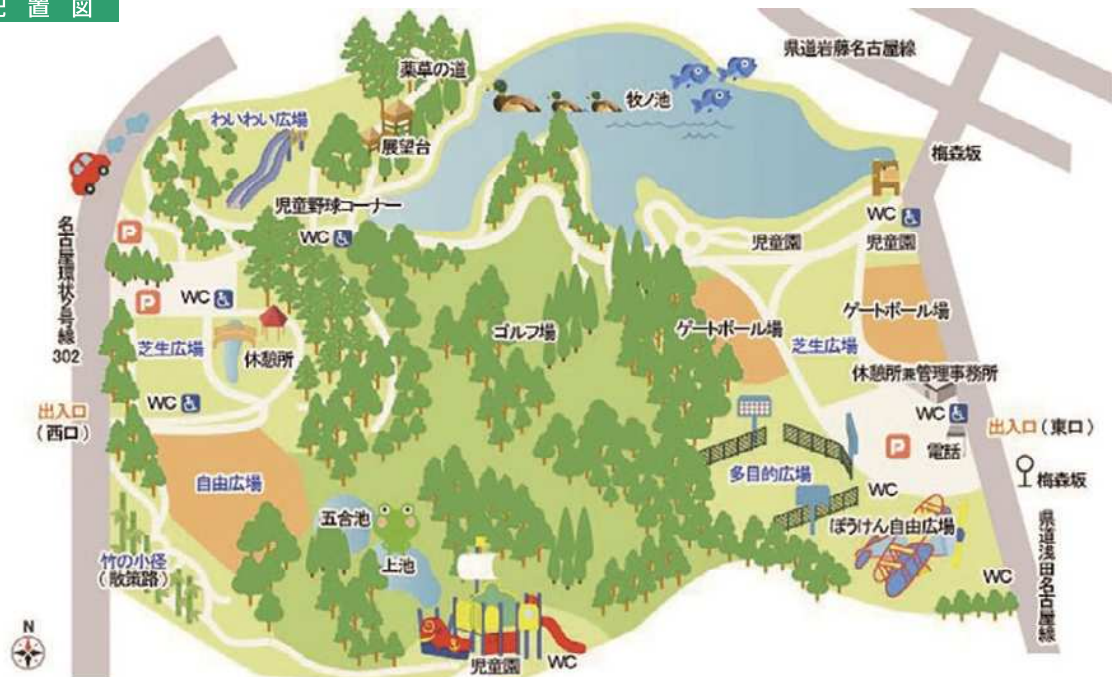 配置図
県道岩藤名古屋線
薬草の道
牧ノ池
わいわい広場
展望台
梅森坂
児童野球コーナー
WC
WC
児童園
児童園
P
名古屋環状2号線
302
P
WC
ゲートボール場
ゲートボール場
ゴルフ場
芝生広場
休憩所
芝生広場
休憩所兼管理事務所
WC
WC
出入口
(西口)
出入口(東口)
P
電話
多目的広場
梅森坂
自由広場
WC
五合池
ぼうけん自由広場
竹の小径
(散策路)
上池
県道浅田名古屋線
WC
N
児童園
WC